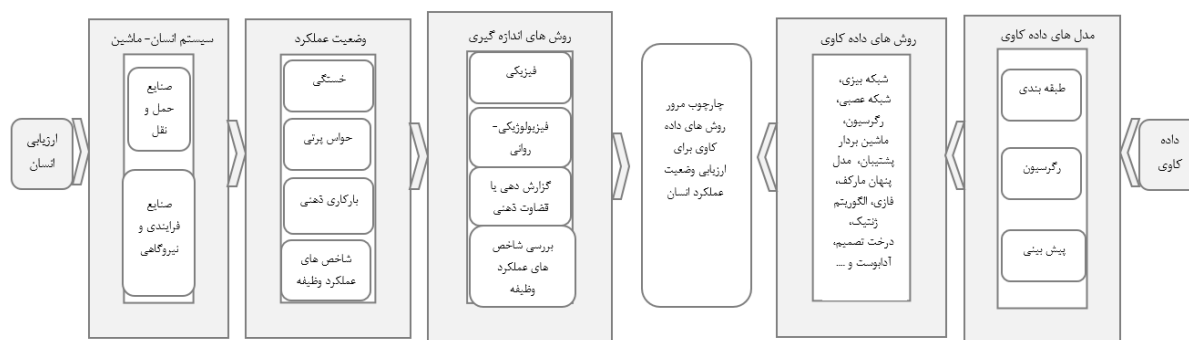 داده
کاوی
مدل های داده کاوی
طبقه بندی
رگرسیون
پیش بینی
روش های داده کاوی
شبکه بیزی،
شبکه عصبی،
رگرسیون،
ماشین بردار
پشتیبان، مدل
پنهان مارکف،
فازی، الگوریتم
ژنتیک،
درخت تصمیم،
آدابوست و ....
چارچوب مرور
روش های داده
کاوی برای
ارزیابی وضعیت
عملکرد انسان
روش های اندازه گیری
فیزیکی
فیزیولوژیکی-
روانی
گزارش دهی یا
قضاوت ذهنی
بررسی شاخص
های عملکرد
وظیفه
وضعیت عملکرد
خستگی
حواس پرتی
بارکاری ذهنی
شاخص های
عملکرد وظیفه
سیستم انسان- ماشین
صنایع
حمل و
نقل
صنایع
فرایندی و
نیروگاهی
ارزیابی
انسان